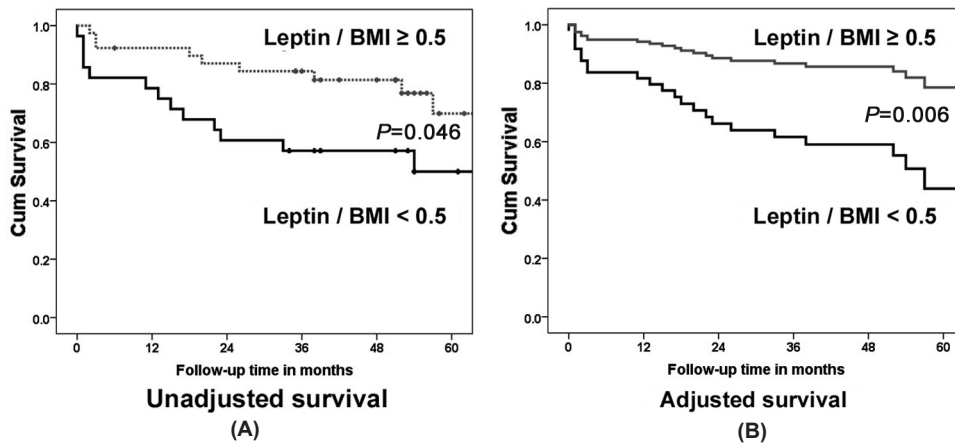 1.0
0.8
0.6
0.4
0.2
0.0
Cum Survival
Leptin / BMI ≥ 0.5
P=0.046
Leptin / BMI < 0.5
0 12 24 36 48 60
Follow-up time in months
Unadjusted survival
(A)
1.0
0.8
0.6
0.4
0.2
0.0
Cum Survival
Leptin / BMI ≥ 0.5
P=0.006
Leptin / BMI < 0.5
0 12 24 36 48 60
Follow-up time in months
Adjusted survival
(B)